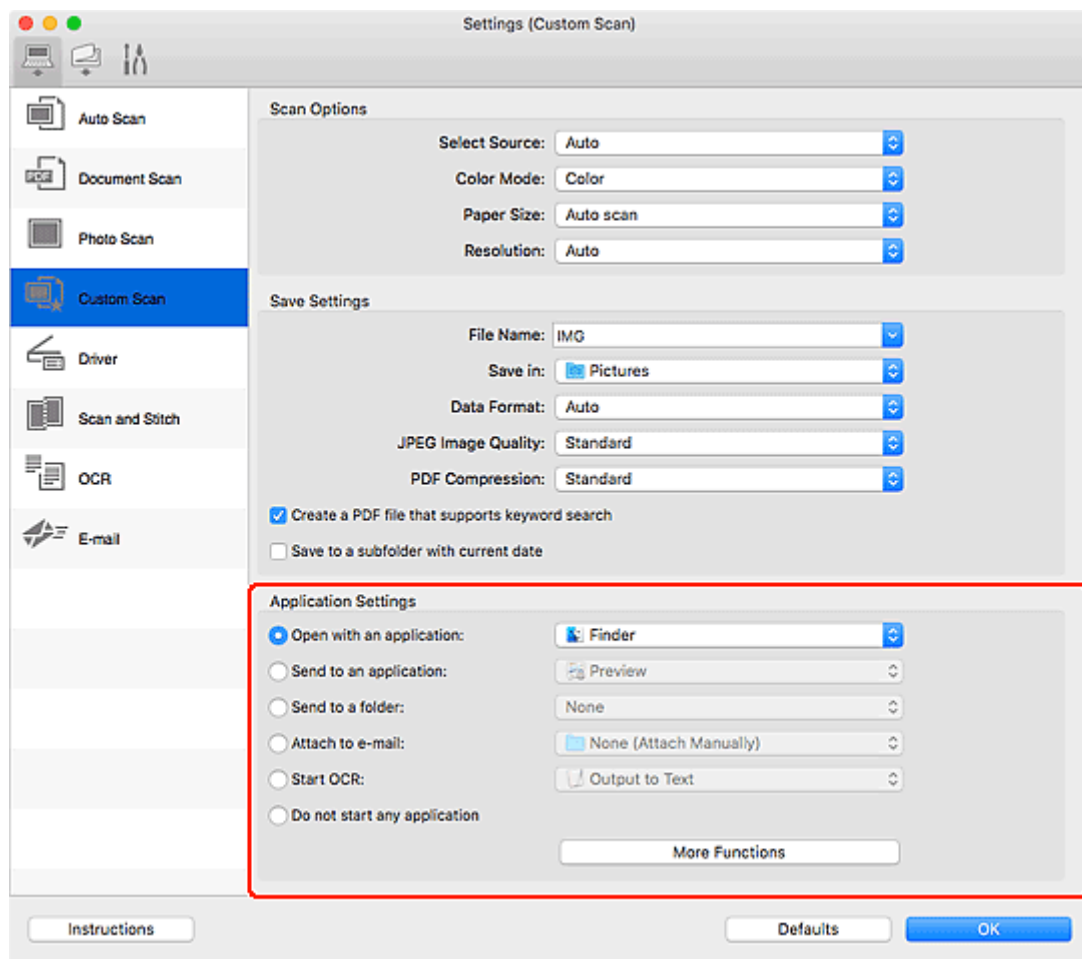 Settings (Custom Scan)
Auto Scan
PDF
Document Scan
Photo Scan
Custom Scan
Driver
Scan and Stitch
OCR
E-mail
Scan Options
Select Source: Auto
Color Mode: Color
Paper Size: Auto scan
Resolution: Auto
Save Settings
File Name: IMG
Save in: Pictures
Data Format: Auto
JPEG Image Quality: Standard
PDF Compression: Standard
Create a PDF file that supports keyword search
Save to a subfolder with current date
Application Settings
Open with an application: Finder
Send to an application: Preview
Send to a folder: None
Attach to e-mail: None (Attach Manually)
Start OCR: Output to Text
Do not start any application
More Functions
Instructions
Defaults
OK